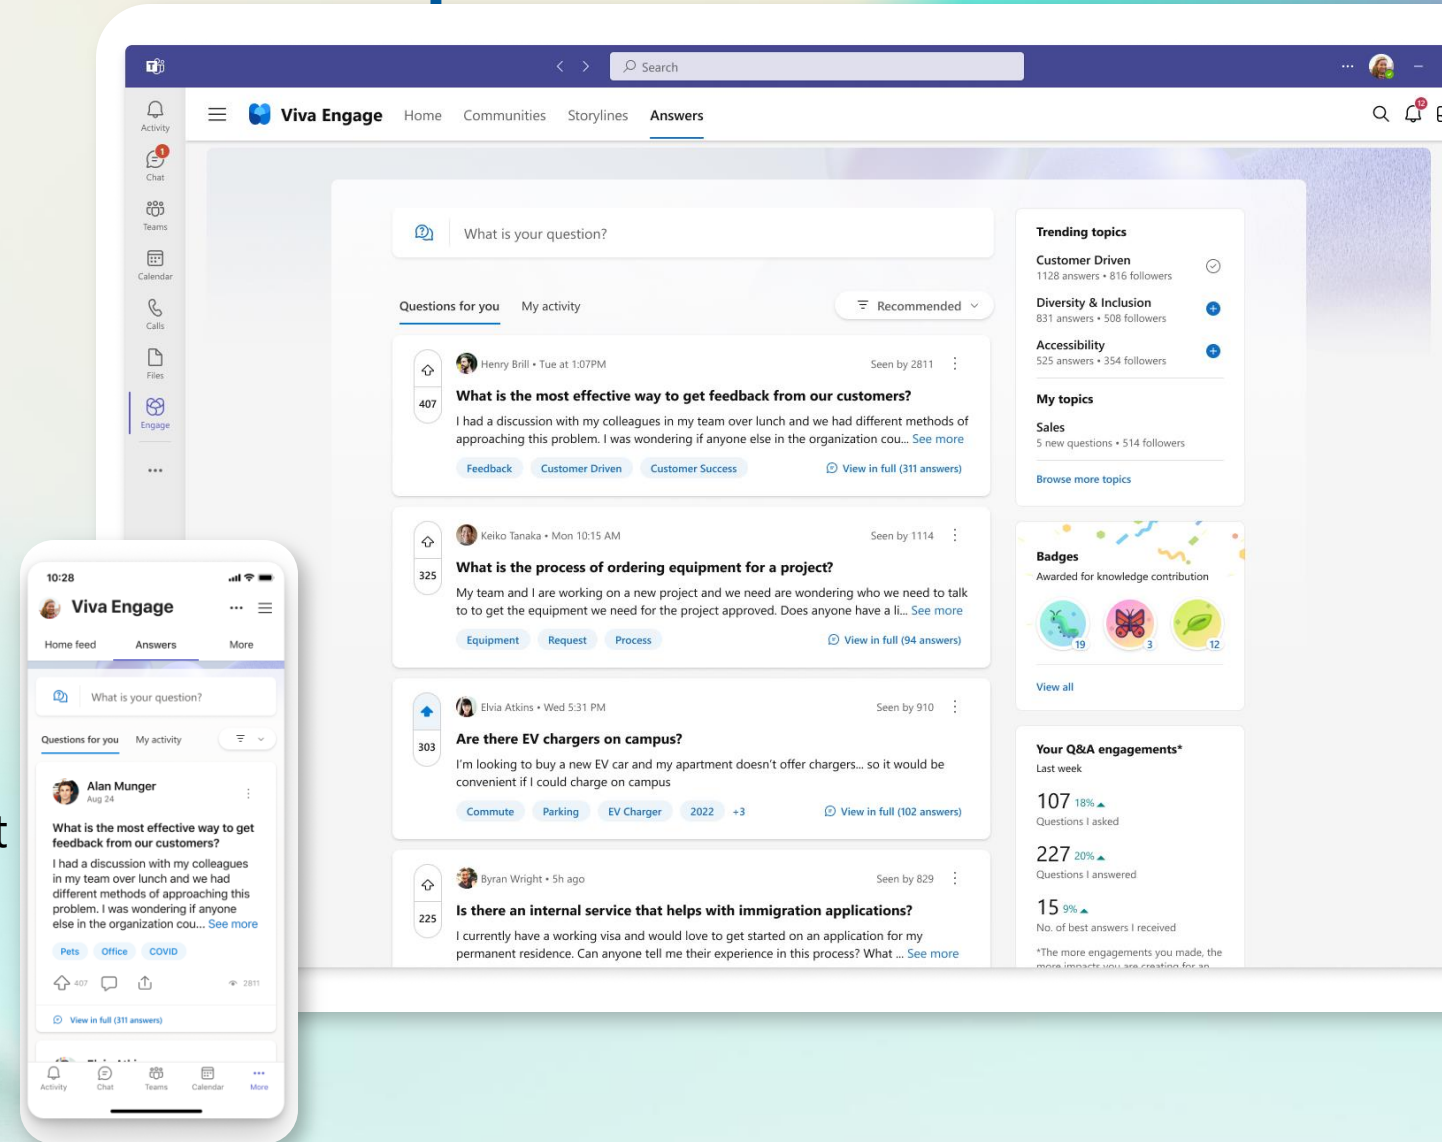 Search
Activity
Chat
1
Teams
Calendar
Calls
Files
Engage
Viva Engage
Home
Communities
Storylines
Answers
12
What is your question?
Questions for you
My activity
Recommended
Henry Brill • Tue at 1:07PM
Seen by 2811
407
What is the most effective way to get feedback from our customers?
I had a discussion with my colleagues in my team over lunch and we had different methods of
approaching this problem. I was wondering if anyone else in the organization cou... See more
Feedback
Customer Driven
Customer Success
View in full (311 answers)
Keiko Tanaka • Mon 10:15 AM
Seen by 1114
325
What is the process of ordering equipment for a project?
My team and I are working on a new project and we need are wondering who we need to talk
to to get the equipment we need for the project approved. Does anyone have a li... See more
Equipment
Request
Process
View in full (94 answers)
Elvia Atkins • Wed 5:31 PM
Seen by 910
303
Are there EV chargers on campus?
I'm looking to buy a new EV car and my apartment doesn't offer chargers... so it would be
convenient if I could charge on campus
Commute
Parking
EV Charger
2022
+3
View in full (102 answers)
Byran Wright • 5h ago
Seen by 829
225
Is there an internal service that helps with immigration applications?
I currently have a working visa and would love to get started on an application for my
permanent residence. Can anyone tell me their experience in this process? What ... See more
Trending topics
Customer Driven
1128 answers • 816 followers
Diversity & Inclusion
831 answers • 508 followers
Accessibility
525 answers • 354 followers
My topics
Sales
5 new questions • 514 followers
Browse more topics
Badges
Awarded for knowledge contribution
19
3
12
View all
Your Q&A engagements*
Last week
107 18%
Questions I asked
227 20%
Questions I answered
15 9%
No. of best answers I received
*The more engagements you made, the
more impacts you are creating for an
10:28
Viva Engage
Home feed
Answers
More
What is your question?
Questions for you
My activity
Alan Munger
Aug 24
What is the most effective way to get
feedback from our customers?
I had a discussion with my colleagues
in my team over lunch and we had
different methods of approaching this
problem. I was wondering if anyone
else in the organization cou... See more
Pets
Office
COVID
407
2811
View in full (311 answers)
Activity
Chat
Teams
Calendar
More
t